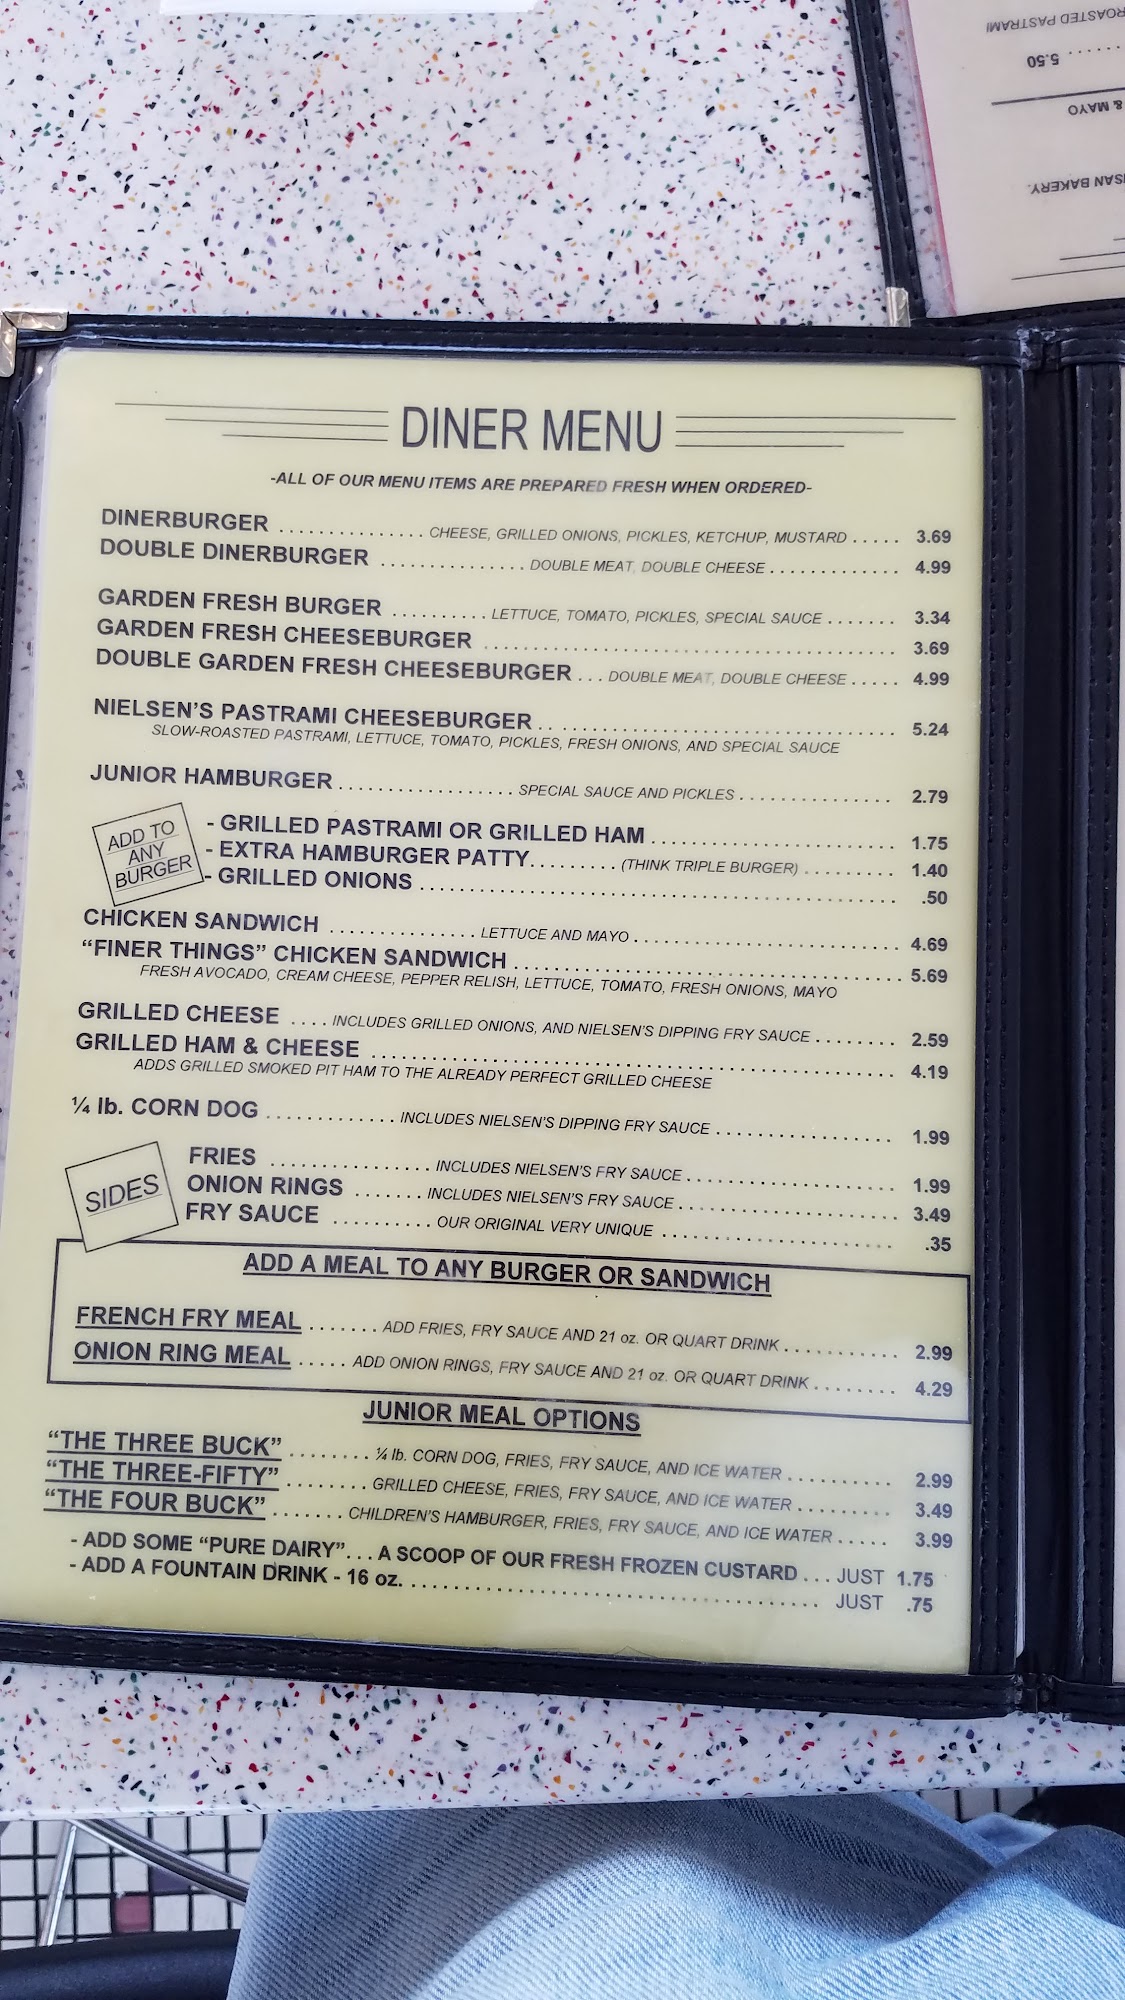 ROASTED PASTRAMI
5.50
& MAYO
SAN BAKERY.
DINER MENU
-ALL OF OUR MENU ITEMS ARE PREPARED FRESH WHEN ORDERED-
DINERBURGER ............... CHEESE, GRILLED ONIONS, PICKLES, KETCHUP, MUSTARD ..... 3.69
DOUBLE DINERBURGER ............... DOUBLE MEAT, DOUBLE CHEESE ............. 4.99
GARDEN FRESH BURGER .......... LETTUCE, TOMATO, PICKLES, SPECIAL SAUCE ....... 3.34
GARDEN FRESH CHEESEBURGER ............................................. 3.69
DOUBLE GARDEN FRESH CHEESEBURGER ... DOUBLE MEAT, DOUBLE CHEESE ..... 4.99
NIELSEN'S PASTRAMI CHEESEBURGER ....................................... 5.24
SLOW-ROASTED PASTRAMI, LETTUCE, TOMATO, PICKLES, FRESH ONIONS, AND SPECIAL SAUCE
JUNIOR HAMBURGER .................. SPECIAL SAUCE AND PICKLES ............... 2.79
ADD TO
ANY
BURGER
- GRILLED PASTRAMI OR GRILLED HAM ........................... 1.75
- EXTRA HAMBURGER PATTY ......... (THINK TRIPLE BURGER) .......... 1.40
- GRILLED ONIONS .................................................... .50
CHICKEN SANDWICH ............... LETTUCE AND MAYO ............................. 4.69
“FINER THINGS” CHICKEN SANDWICH .......................................... 5.69
FRESH AVOCADO, CREAM CHEESE, PEPPER RELISH, LETTUCE, TOMATO, FRESH ONIONS, MAYO
GRILLED CHEESE .... INCLUDES GRILLED ONIONS, AND NIELSEN'S DIPPING FRY SAUCE ........ 2.59
GRILLED HAM & CHEESE ......................................................... 4.19
ADDS GRILLED SMOKED PIT HAM TO THE ALREADY PERFECT GRILLED CHEESE
¼ lb. CORN DOG .............. INCLUDES NIELSEN'S DIPPING FRY SAUCE ................... 1.99
SIDES
FRIES ................. INCLUDES NIELSEN'S FRY SAUCE ....................... 1.99
ONION RINGS ....... INCLUDES NIELSEN'S FRY SAUCE ........................ 3.49
FRY SAUCE .......... OUR ORIGINAL VERY UNIQUE ......................... .35
ADD A MEAL TO ANY BURGER OR SANDWICH
FRENCH FRY MEAL ....... ADD FRIES, FRY SAUCE AND 21 oz. OR QUART DRINK ............ 2.99
ONION RING MEAL ..... ADD ONION RINGS, FRY SAUCE AND 21 oz. OR QUART DRINK ........ 4.29
JUNIOR MEAL OPTIONS
“THE THREE BUCK” ........ ¼ lb. CORN DOG, FRIES, FRY SAUCE, AND ICE WATER ........... 2.99
“THE THREE-FIFTY” ........ GRILLED CHEESE, FRIES, FRY SAUCE, AND ICE WATER ......... 3.49
“THE FOUR BUCK” ....... CHILDREN'S HAMBURGER, FRIES, FRY SAUCE, AND ICE WATER ..... 3.99
- ADD SOME “PURE DAIRY”... A SCOOP OF OUR FRESH FROZEN CUSTARD ... JUST 1.75
- ADD A FOUNTAIN DRINK - 16 oz. ........................................... JUST .75